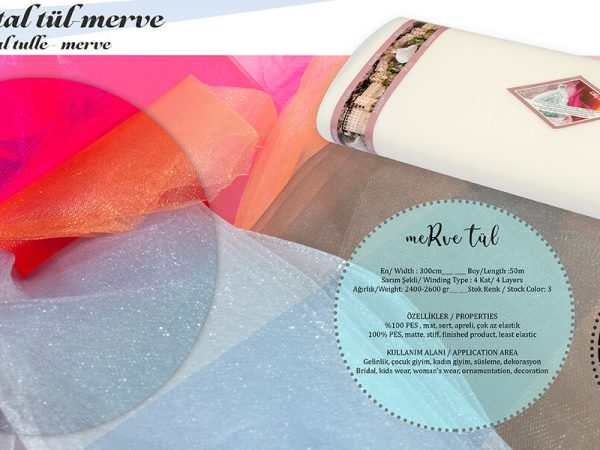 tal tül-merve
al tulle - merve
meRve tül
En/ Width : 300cm____ ____ Boy/Length :50m
Sarım Şekli/ Winding Type : 4 Kat/ 4 Layers
Ağırlık/Weight: 2400-2600 gr___ ___Stok Renk / Stock Color: 3
ÖZELLİKLER / PROPERTIES
%100 PES , mat, sert, apreli, çok az elastik
100% PES, matte, stiff, finished product, least elastic
KULLANIM ALANI / APPLICATION AREA
Gelinlik, çocuk giyim, kadın giyim, süsleme, dekorasyon
Bridal, kids wear, woman's wear, ornamentation, decoration